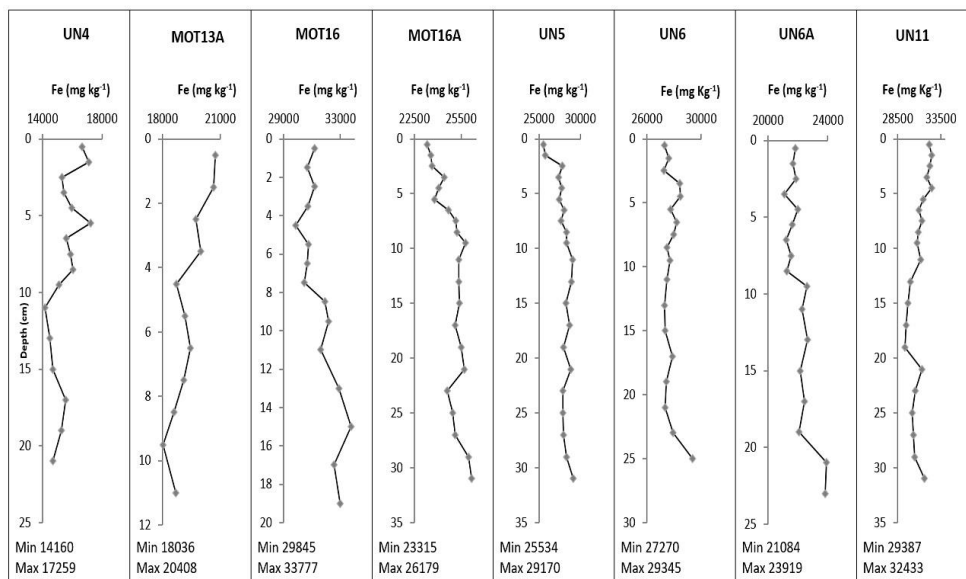 UN4
Fe (mg kg⁻¹)
14000 18000
0
5
10
15
20
25
Depth (cm)
Min 14160
Max 17259
MOT13A
Fe (mg kg⁻¹)
18000 21000
0
2
4
6
8
10
12
Min 18036
Max 20408
MOT16
Fe (mg kg⁻¹)
29000 33000
0
2
4
6
8
10
12
14
16
18
20
Min 29845
Max 33777
MOT16A
Fe (mg kg⁻¹)
22500 25500
0
5
10
15
20
25
30
35
Min 23315
Max 26179
UN5
Fe (mg kg⁻¹)
25000 30000
0
5
10
15
20
25
30
35
Min 25534
Max 29170
UN6
Fe (mg Kg⁻¹)
26000 30000
0
5
10
15
20
25
30
Min 27270
Max 29345
UN6A
Fe (mg kg⁻¹)
20000 24000
0
5
10
15
20
25
Min 21084
Max 23919
UN11
Fe (mg Kg⁻¹)
28500 33500
0
5
10
15
20
25
30
35
Min 29387
Max 32433